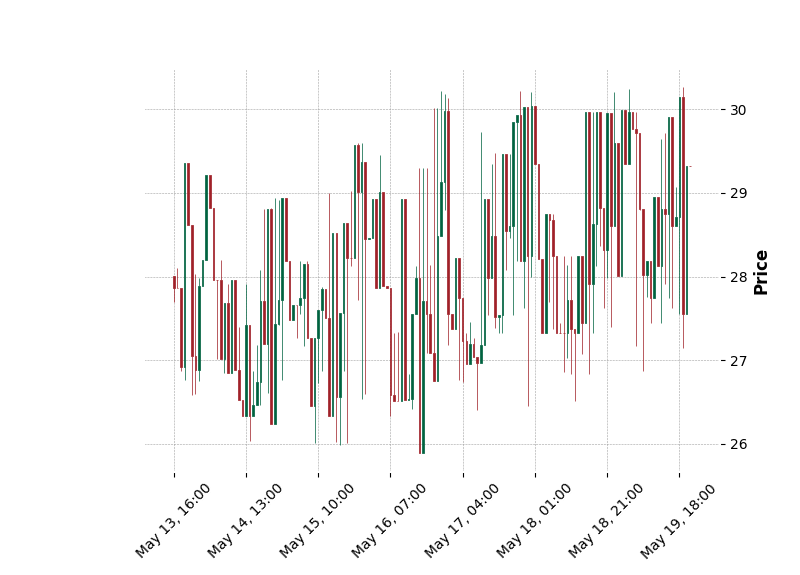 30
29
28
27
26
Price
May 13, 16:00
May 14, 13:00
May 15, 10:00
May 16, 07:00
May 17, 04:00
May 18, 01:00
May 18, 21:00
May 19, 18:00